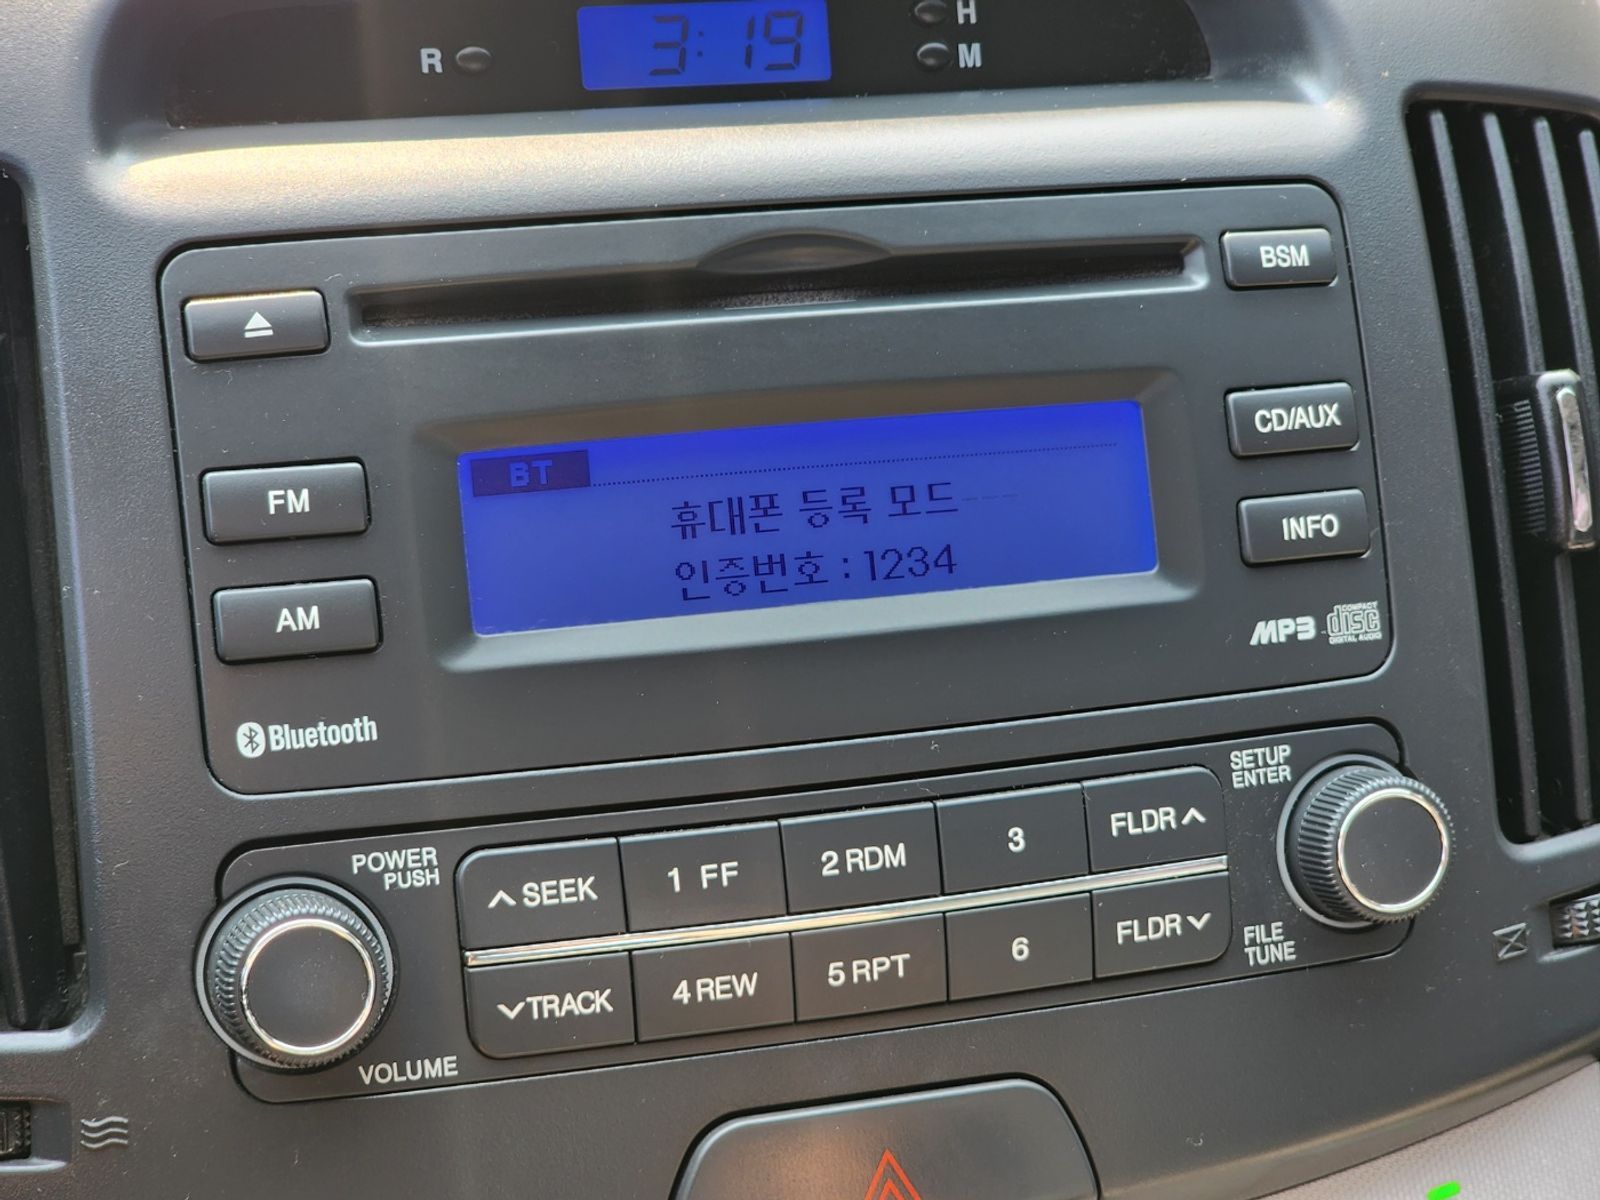 R
3:19
H
M
BSM
FM
AM
BT
휴대폰 등록 모드
인증번호 : 1234
CD/AUX
INFO
MP3
COMPACT
disc
DIGITAL AUDIO
Bluetooth
POWER
PUSH
VOLUME
SEEK
1 FF
2 RDM
3
FLDR
TRACK
4 REW
5 RPT
6
FLDR
SETUP
ENTER
FILE
TUNE